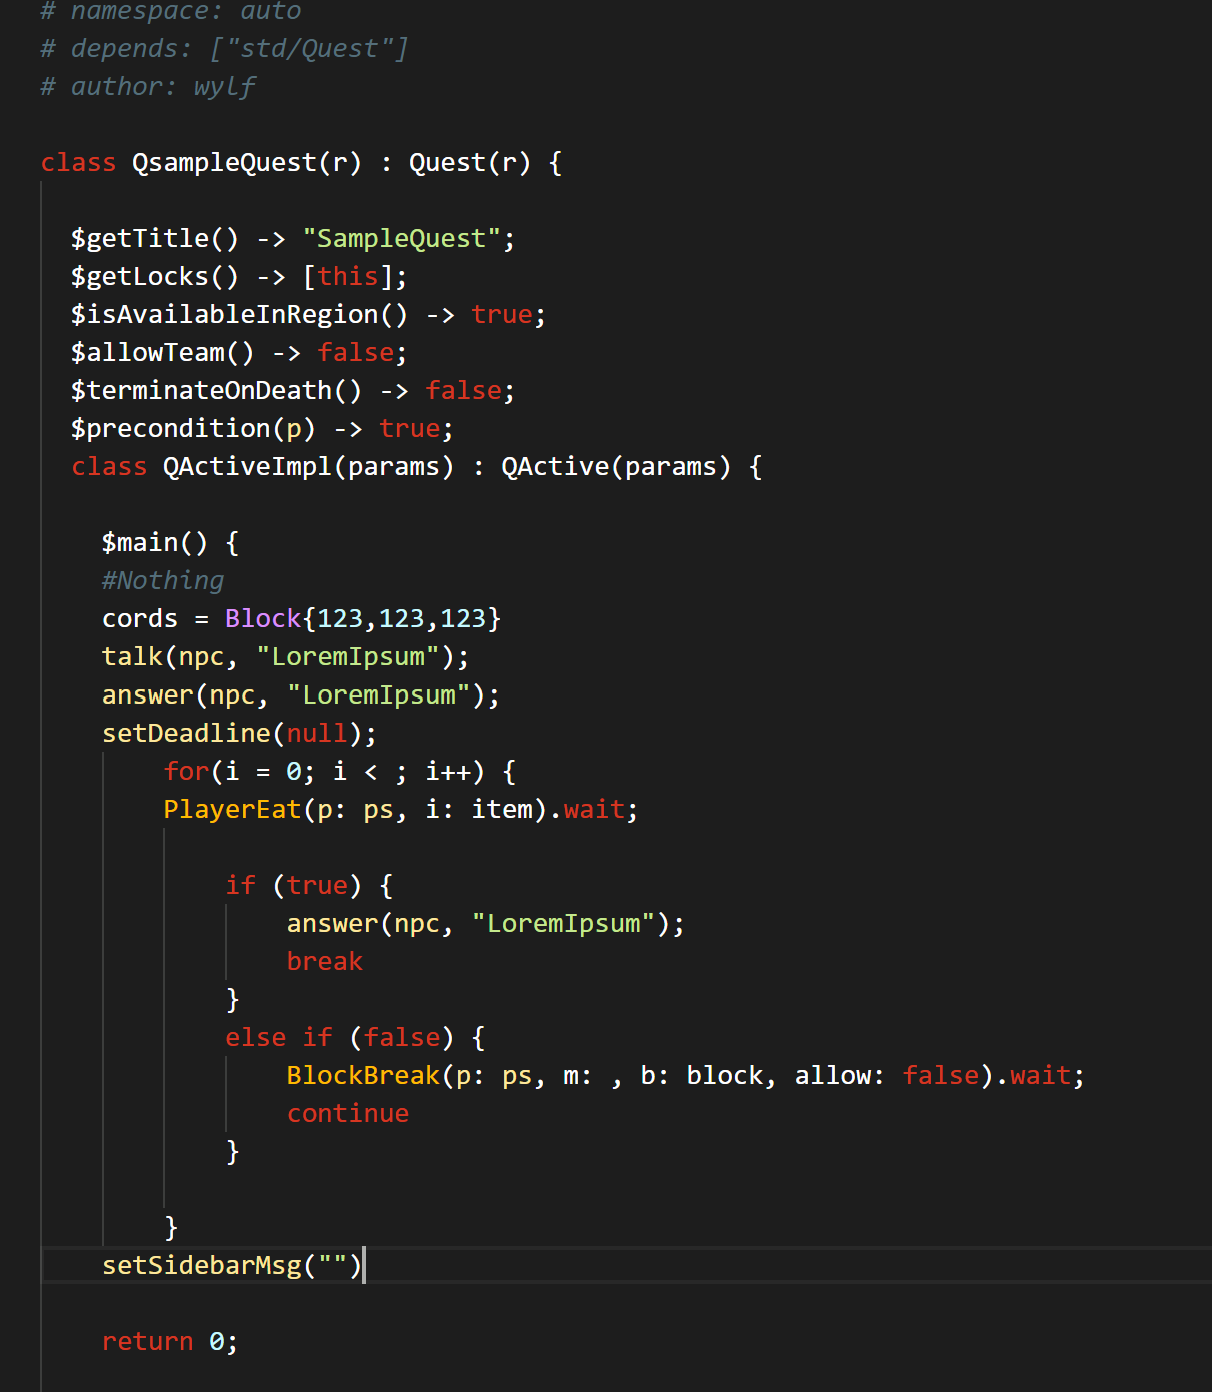 # namespace: auto
# depends: ["std/Quest"]
# author: wylf
class QsampleQuest(r) : Quest(r) {
$getTitle() -> "SampleQuest";
$getLocks() -> [this];
$isAvailableInRegion() -> true;
$allowTeam() -> false;
$terminateOnDeath() -> false;
$precondition(p) -> true;
class QActiveImpl(params) : QActive(params) {
$main() {
#Nothing
cords = Block{123,123,123}
talk(npc, "LoremIpsum");
answer(npc, "LoremIpsum");
setDeadline(null);
for(i = 0; i < ; i++) {
PlayerEat(p: ps, i: item).wait;
if (true) {
answer(npc, "LoremIpsum");
break
}
else if (false) {
BlockBreak(p: ps, m: , b: block, allow: false).wait;
continue
}
}
setSidebarMsg("")
return 0;